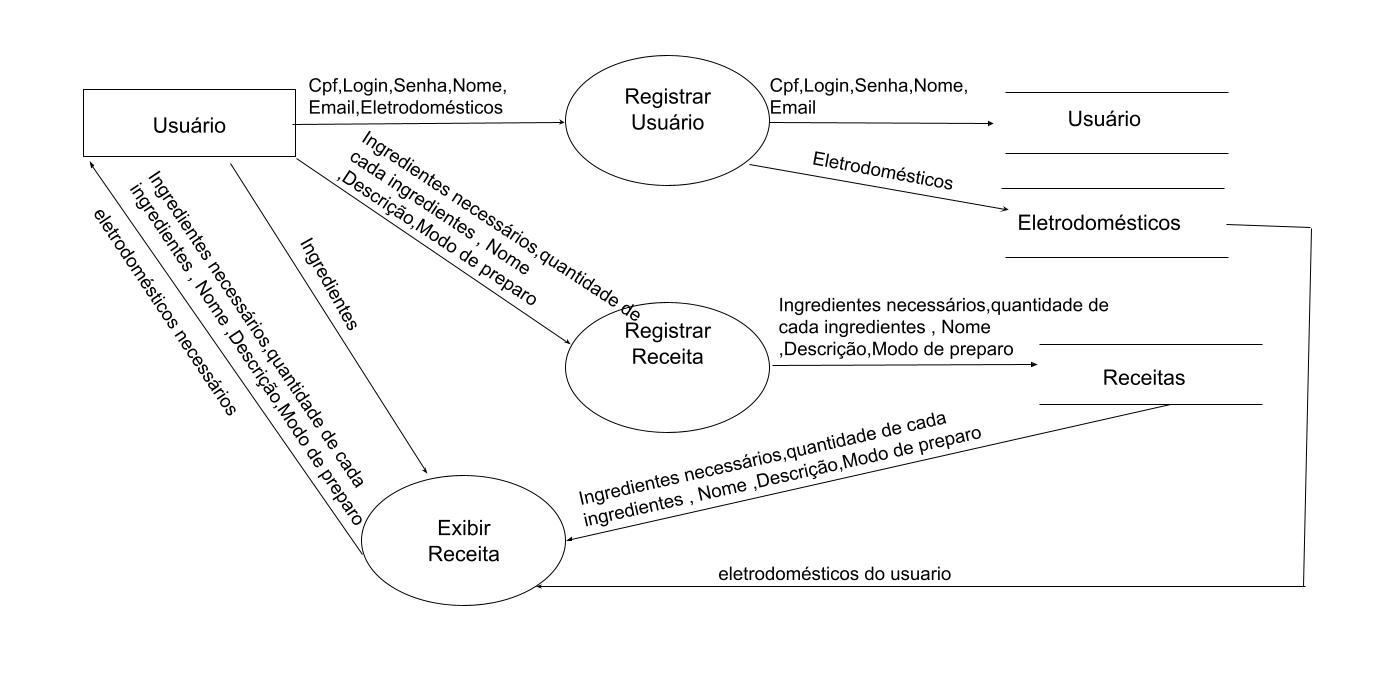 Cpf,Login,Senha,Nome,
Email,Eletrodomésticos
Usuário
Registrar
Usuário
Cpf,Login,Senha,Nome,
Email
Usuário
Eletrodomésticos
Eletrodomésticos
Ingredientes necessários,quantidade de
cada ingredientes , Nome
,Descrição,Modo de preparo
Registrar
Receita
Ingredientes necessários,quantidade de
cada ingredientes , Nome
,Descrição,Modo de preparo
Receitas
Ingredientes
Ingredientes necessários,quantidade de cada
ingredientes , Nome ,Descrição,Modo de preparo
eletrodomésticos necessários
Ingredientes necessários,quantidade de cada
ingredientes , Nome ,Descrição,Modo de preparo
Exibir
Receita
eletrodomésticos do usuario